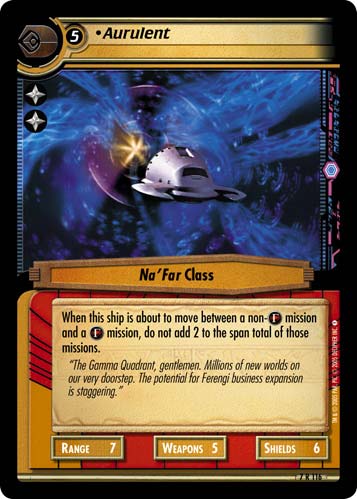 5
•Aurulent
Na'Far Class
When this ship is about to move between a non- mission
and a mission, do not add 2 to the span total of those
missions.
"The Gamma Quadrant, gentlemen. Millions of new worlds on
our very doorstep. The potential for Ferengi business expansion
is staggering."
RANGE 7 WEAPONS 5 SHIELDS 6
7 R 116